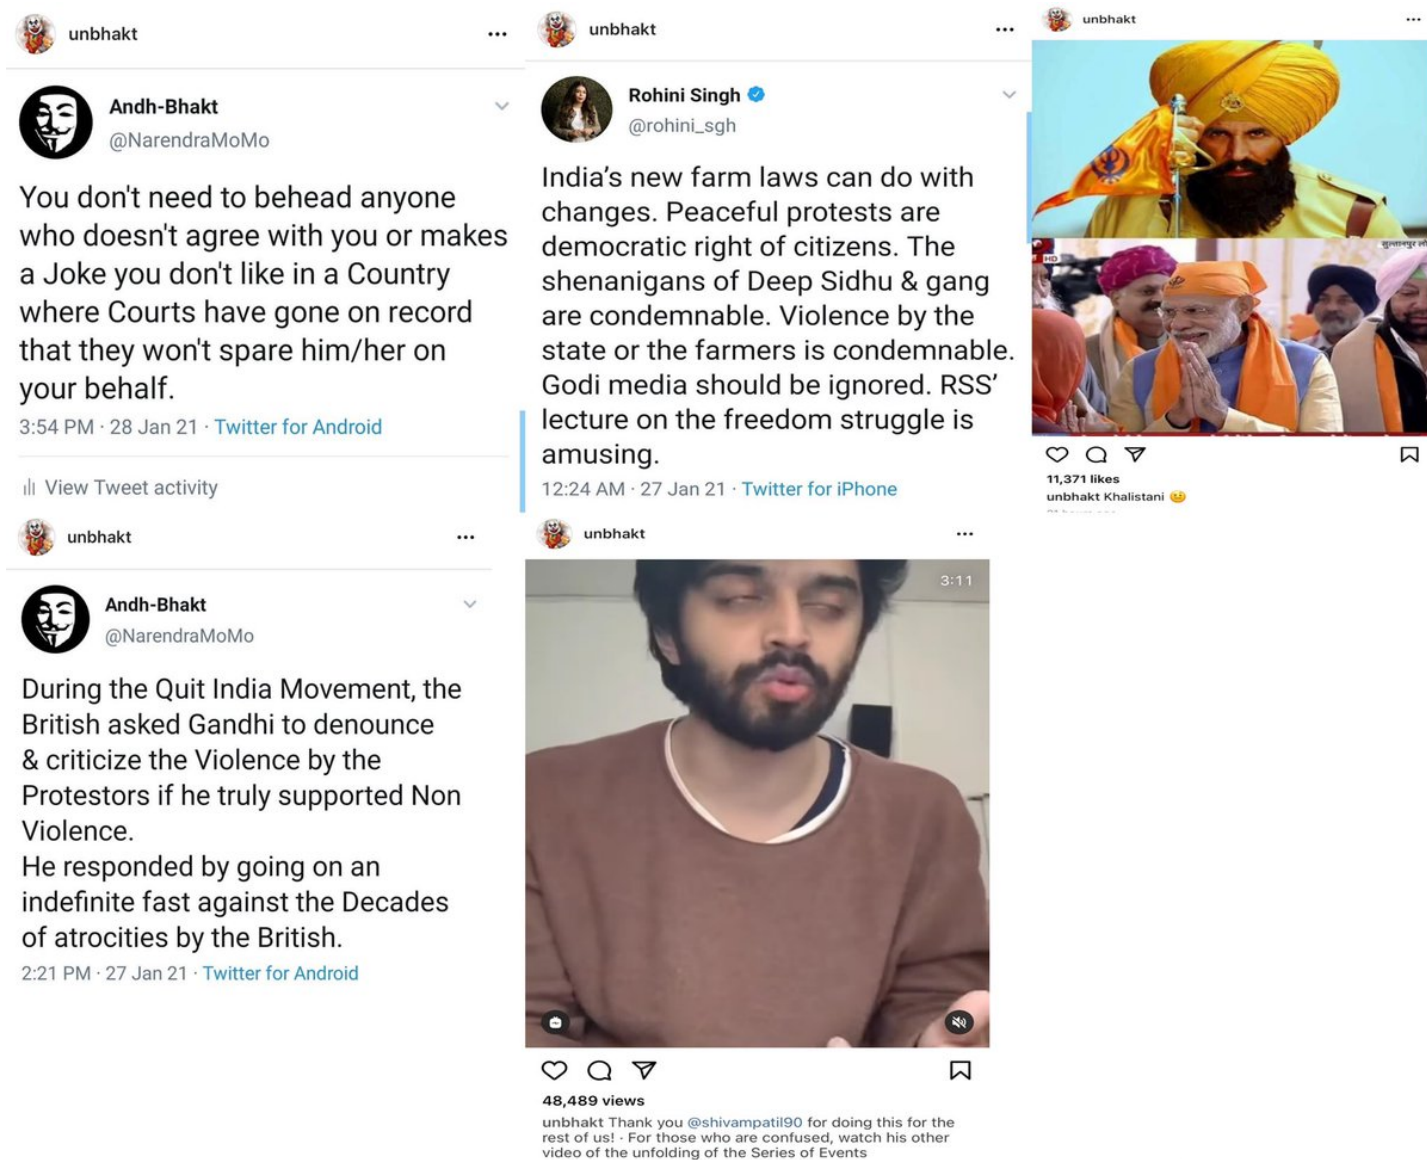 unbhakt
Andh-Bhakt
@NarendraMoMo
You don't need to behead anyone
who doesn't agree with you or makes
a Joke you don't like in a Country
where Courts have gone on record
that they won't spare him/her on
your behalf.
3:54 PM · 28 Jan 21 · Twitter for Android
View Tweet activity
unbhakt
Rohini Singh
@rohini_sgh
India’s new farm laws can do with
changes. Peaceful protests are
democratic right of citizens. The
shenanigans of Deep Sidhu & gang
are condemnable. Violence by the
state or the farmers is condemnable.
Godi media should be ignored. RSS’
lecture on the freedom struggle is
amusing.
12:24 AM · 27 Jan 21 · Twitter for iPhone
unbhakt
सुल्तानपुर लो
HD
11,371 likes
unbhakt Khalistani 😐
unbhakt
Andh-Bhakt
@NarendraMoMo
During the Quit India Movement, the
British asked Gandhi to denounce
& criticize the Violence by the
Protestors if he truly supported Non
Violence.
He responded by going on an
indefinite fast against the Decades
of atrocities by the British.
2:21 PM · 27 Jan 21 · Twitter for Android
unbhakt
3:11
48,489 views
unbhakt Thank you @shivampatil90 for doing this for the
rest of us! · For those who are confused, watch his other
video of the unfolding of the Series of Events